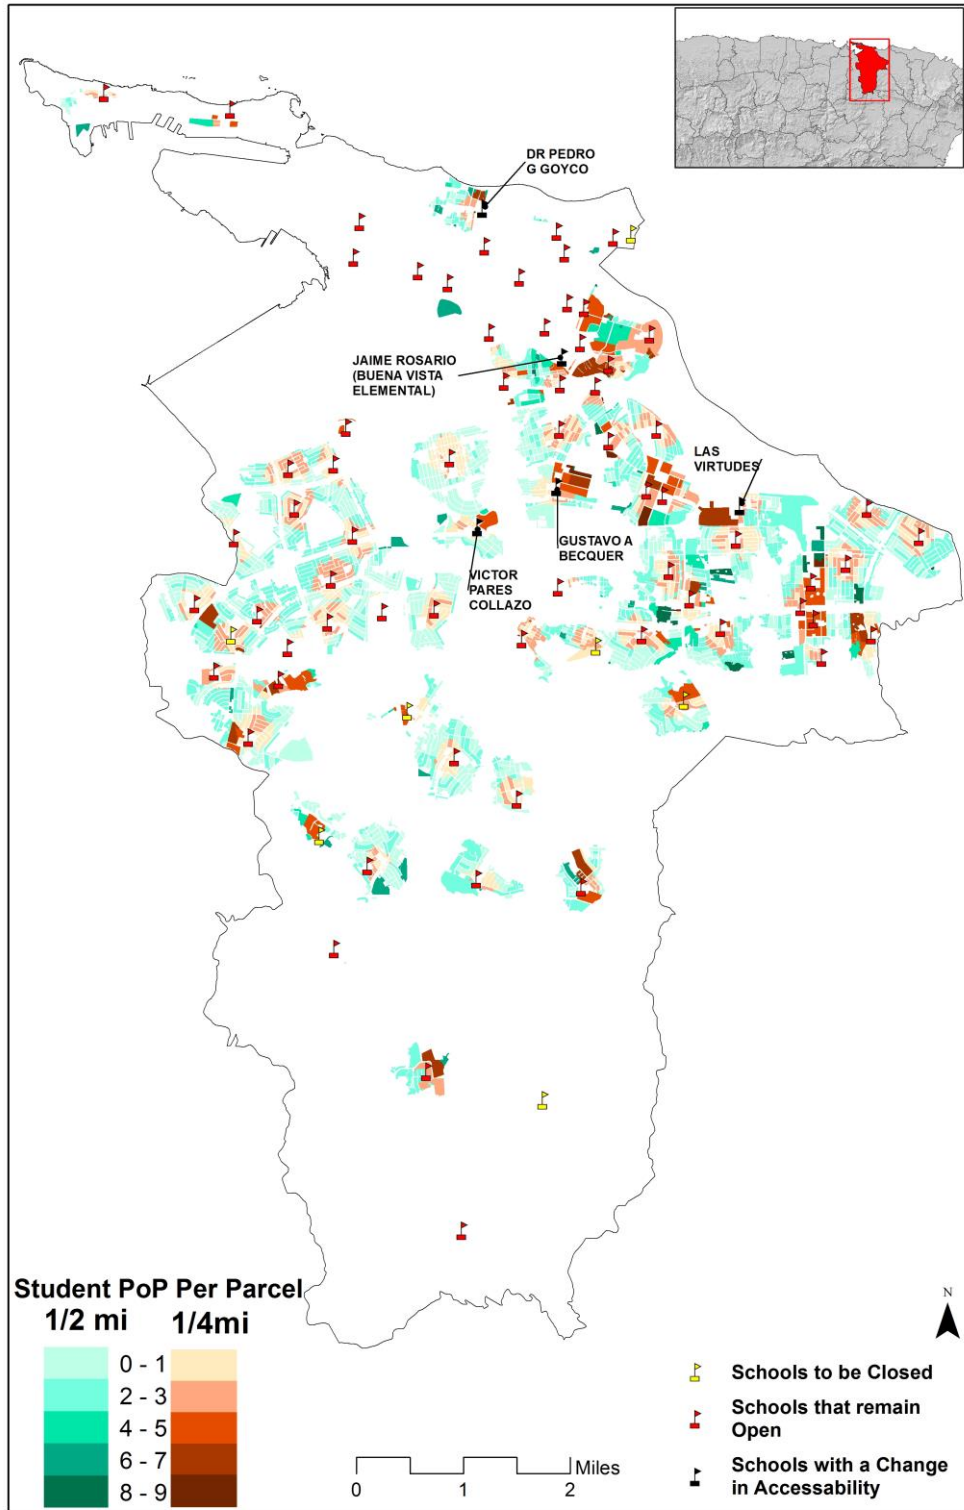 DR PEDRO
G GOYCO
JAIME ROSARIO
(BUENA VISTA
ELEMENTAL)
LAS
VIRTUDES
GUSTAVO A
BECQUER
VICTOR
PARES
COLLAZO
Student PoP Per Parcel
1/2 mi 1/4mi
0 - 1
2 - 3
4 - 5
6 - 7
8 - 9
Miles
0 1 2
N
Schools to be Closed
Schools that remain
Open
Schools with a Change
in Accessability